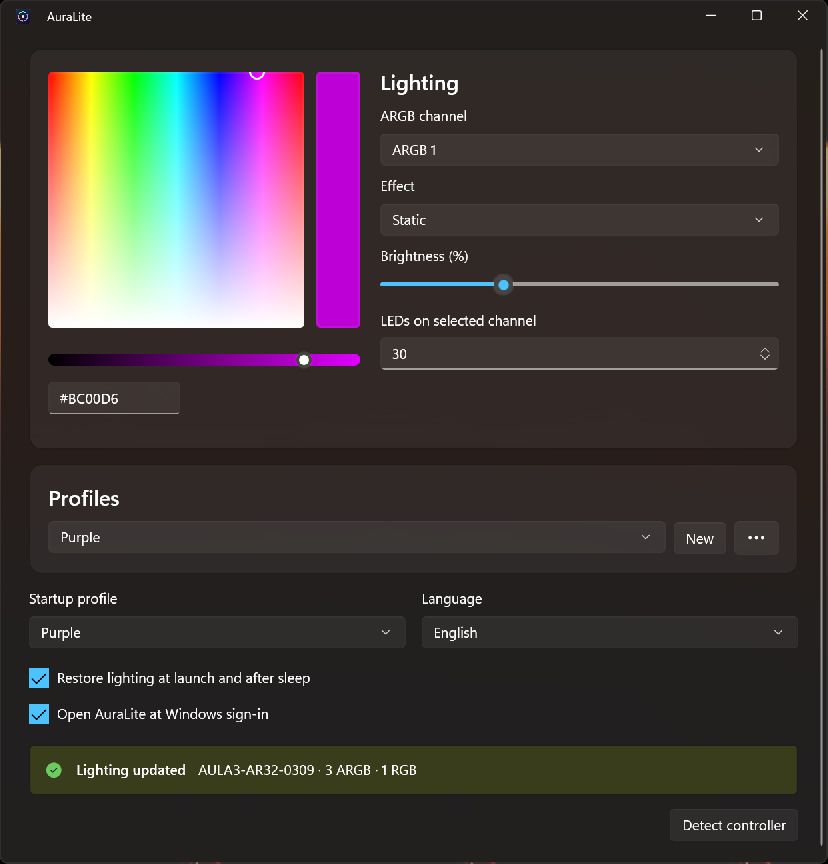 AuraLite
Lighting
ARGB channel
ARGB 1
Effect
Static
Brightness (%)
LEDs on selected channel
30
#BC00D6
Profiles
Purple
New
Startup profile
Language
Purple
English
Restore lighting at launch and after sleep
Open AuraLite at Windows sign-in
Lighting updated AULA3-AR32-0309 · 3 ARGB · 1 RGB
Detect controller